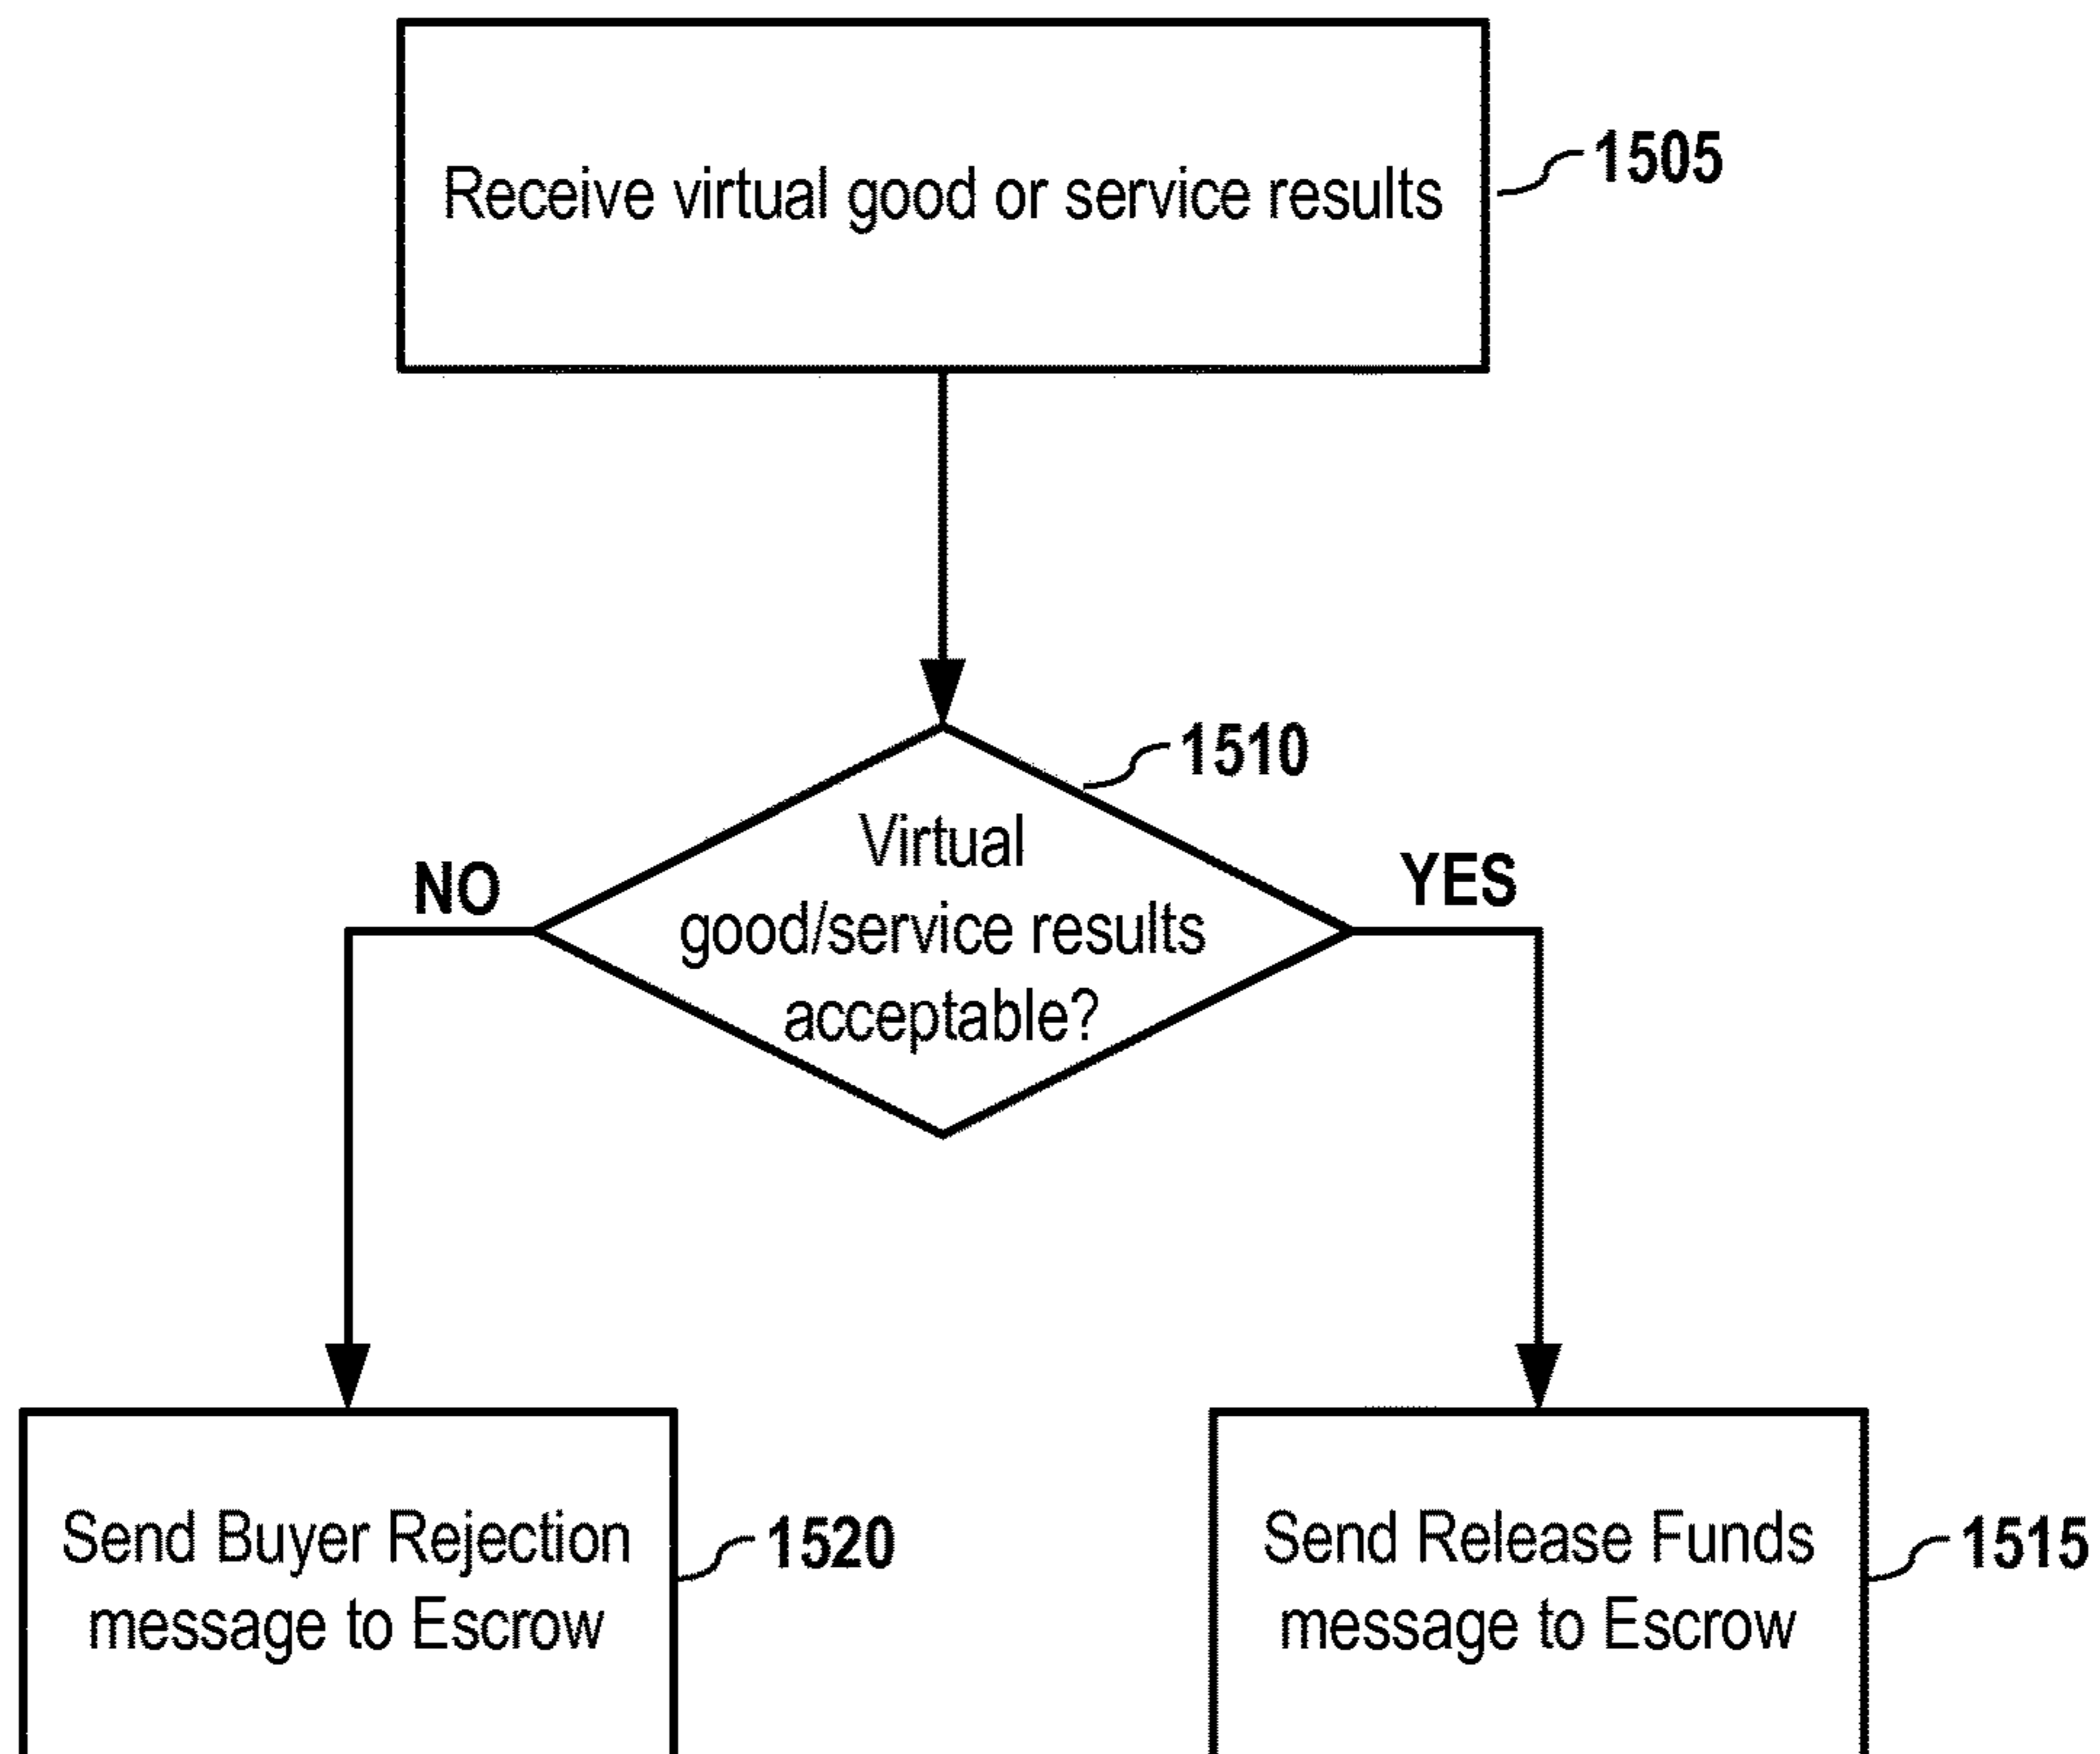 Receive virtual good or service results
1505
1510
Virtual
good/service results
acceptable?
NO
YES
Send Buyer Rejection
message to Escrow
1520
Send Release Funds
message to Escrow
1515